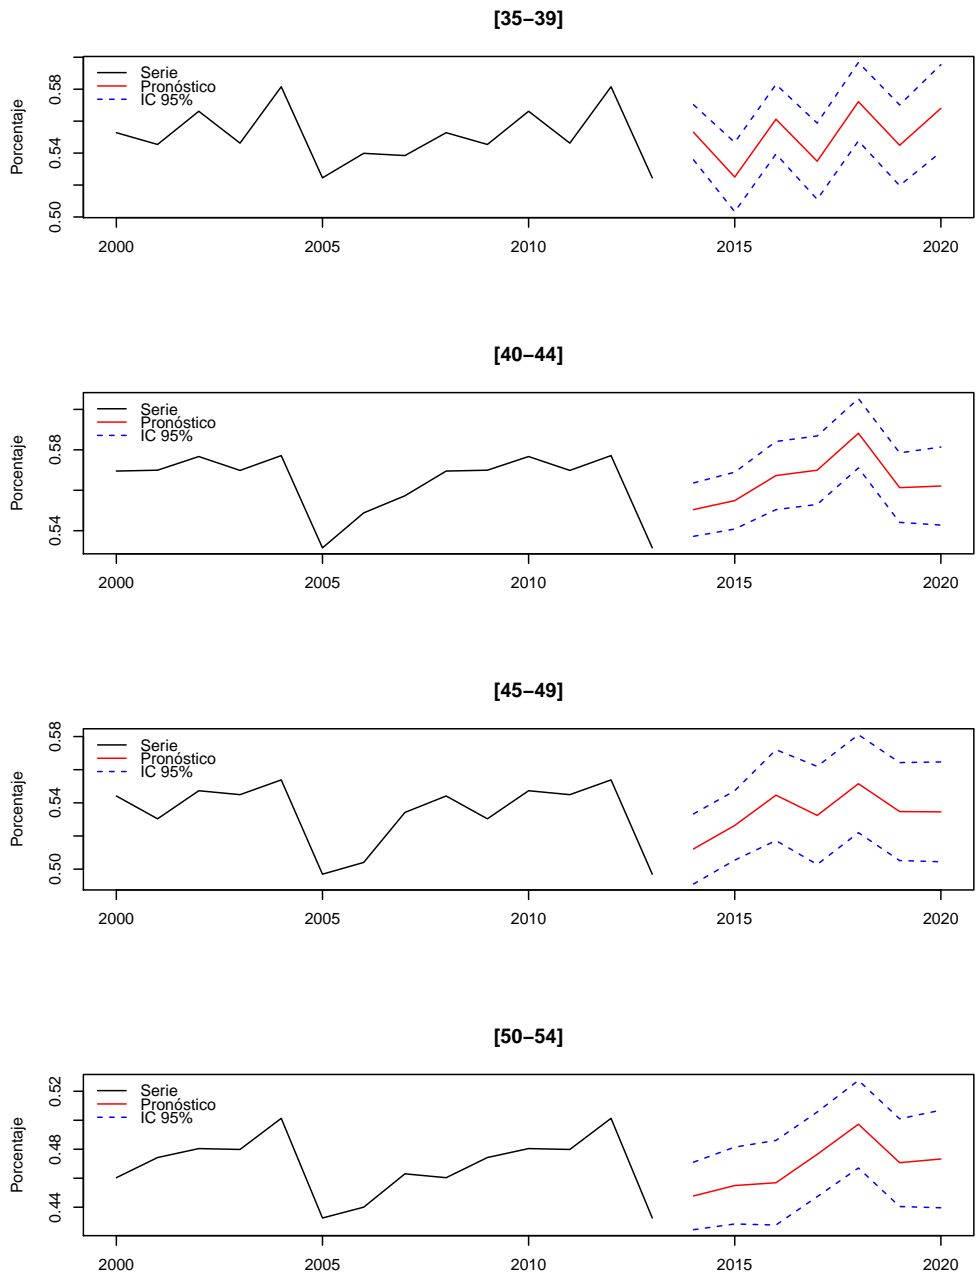 [35–39]
Porcentaje
0.50 0.54 0.58
Serie
Pronóstico
IC 95%
2000 2005 2010 2015 2020
[40–44]
Porcentaje
0.54 0.58
Serie
Pronóstico
IC 95%
2000 2005 2010 2015 2020
[45–49]
Porcentaje
0.50 0.54 0.58
Serie
Pronóstico
IC 95%
2000 2005 2010 2015 2020
[50–54]
Porcentaje
0.44 0.48 0.52
Serie
Pronóstico
IC 95%
2000 2005 2010 2015 2020